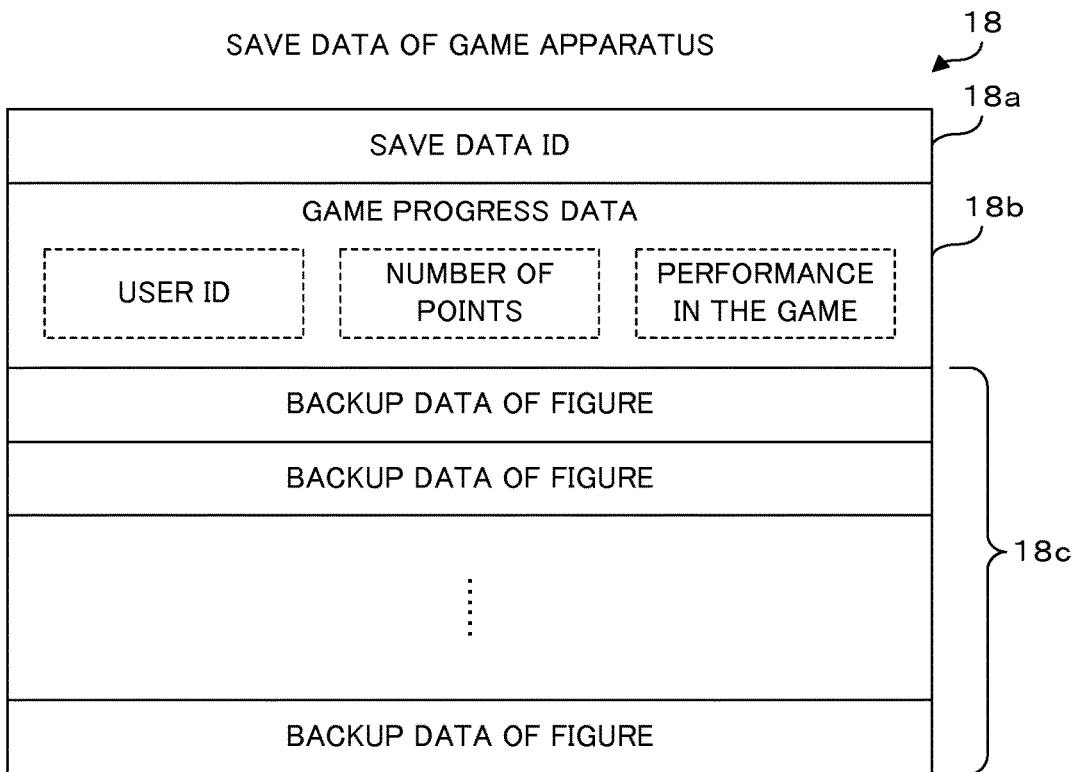 SAVE DATA OF GAME APPARATUS
18
18a
SAVE DATA ID
18b
GAME PROGRESS DATA
USER ID
NUMBER OF
POINTS
PERFORMANCE
IN THE GAME
BACKUP DATA OF FIGURE
BACKUP DATA OF FIGURE
18c
BACKUP DATA OF FIGURE